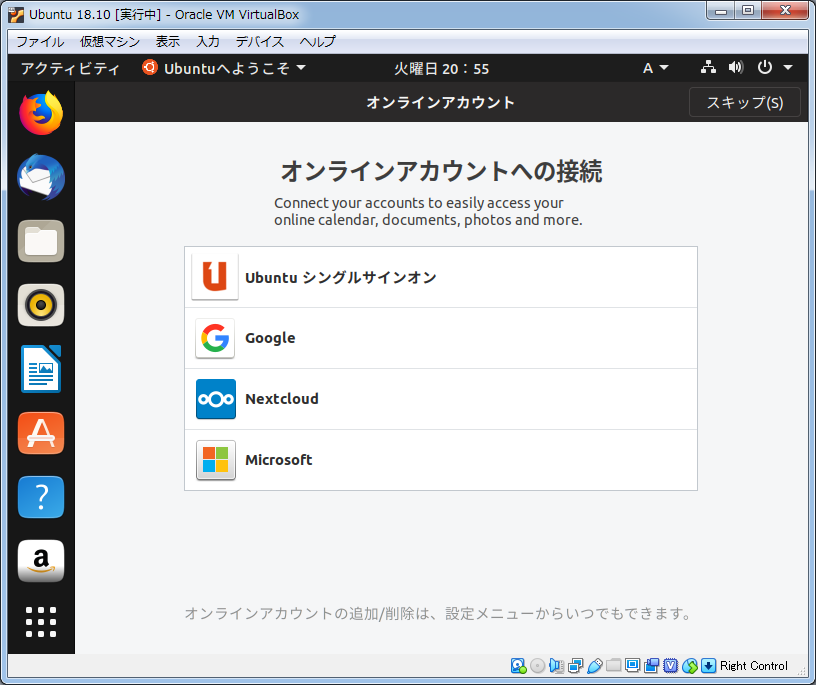 Ubuntu 18.10 [実行中] - Oracle VM VirtualBox
ファイル 仮想マシン 表示 入力 デバイス ヘルプ
アクティビティ Ubuntuへようこそ 火曜日 20：55 A
オンラインアカウント スキップ(S)
オンラインアカウントへの接続
Connect your accounts to easily access your
online calendar, documents, photos and more.
Ubuntu シングルサインオン
Google
Nextcloud
Microsoft
?
a
オンラインアカウントの追加/削除は、設定メニューからいつでもできます。
Right Control